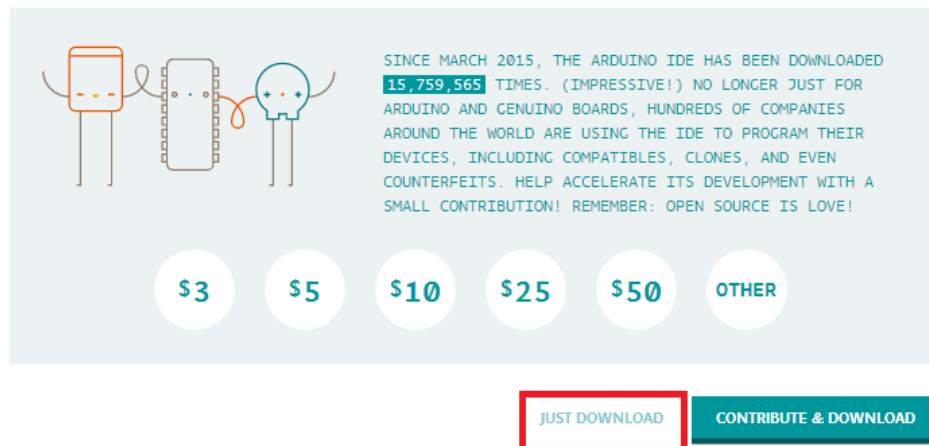 SINCE MARCH 2015, THE ARDUINO IDE HAS BEEN DOWNLOADED
15,759,565 TIMES. (IMPRESSIVE!) NO LONGER JUST FOR
ARDUINO AND GENUINO BOARDS, HUNDREDS OF COMPANIES
AROUND THE WORLD ARE USING THE IDE TO PROGRAM THEIR
DEVICES, INCLUDING COMPATIBLES, CLONES, AND EVEN
COUNTERFEITS. HELP ACCELERATE ITS DEVELOPMENT WITH A
SMALL CONTRIBUTION! REMEMBER: OPEN SOURCE IS LOVE!
$3 $5 $10 $25 $50 OTHER
JUST DOWNLOAD CONTRIBUTE & DOWNLOAD